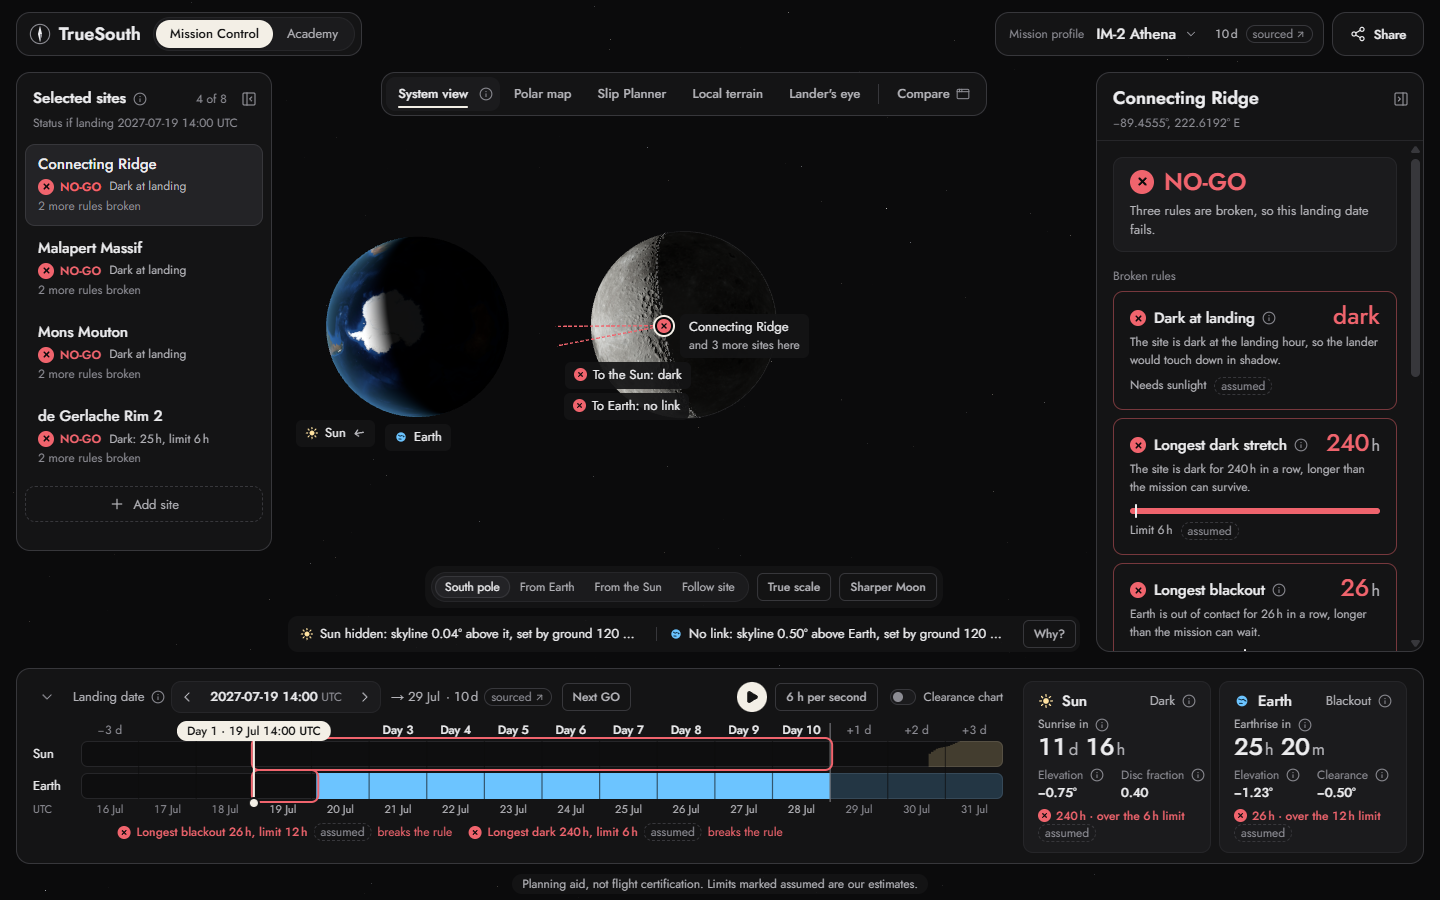 TrueSouth
Mission Control
Academy
Mission profile IM-2 Athena 10 d sourced ↗
Share
Selected sites 4 of 8
Status if landing 2027-07-19 14:00 UTC
Connecting Ridge
NO-GO Dark at landing
2 more rules broken
Malapert Massif
NO-GO Dark at landing
2 more rules broken
Mons Mouton
NO-GO Dark at landing
2 more rules broken
de Gerlache Rim 2
NO-GO Dark: 25 h, limit 6 h
2 more rules broken
+ Add site
System view Polar map Slip Planner Local terrain Lander's eye Compare
Connecting Ridge
and 3 more sites here
To the Sun: dark
To Earth: no link
Sun ←
Earth
South pole From Earth From the Sun Follow site True scale Sharper Moon
Sun hidden: skyline 0.04° above it, set by ground 120 ...
No link: skyline 0.50° above Earth, set by ground 120 ...
Why?
Connecting Ridge
−89.4555°, 222.6192° E
NO-GO
Three rules are broken, so this landing date
fails.
Broken rules
Dark at landing dark
The site is dark at the landing hour, so the lander
would touch down in shadow.
Needs sunlight assumed
Longest dark stretch 240 h
The site is dark for 240 h in a row, longer than
the mission can survive.
Limit 6 h assumed
Longest blackout 26 h
Earth is out of contact for 26 h in a row, longer
than the mission can wait.
Landing date 2027-07-19 14:00 UTC → 29 Jul · 10 d sourced ↗ Next GO
6 h per second Clearance chart
−3 d Day 1 · 19 Jul 14:00 UTC Day 3 Day 4 Day 5 Day 6 Day 7 Day 8 Day 9 Day 10 +1 d +2 d +3 d
Sun
Earth
UTC 16 Jul 17 Jul 18 Jul 19 Jul 20 Jul 21 Jul 22 Jul 23 Jul 24 Jul 25 Jul 26 Jul 27 Jul 28 Jul 29 Jul 30 Jul 31 Jul
Longest blackout 26 h, limit 12 h assumed breaks the rule Longest dark 240 h, limit 6 h assumed breaks the rule
Sun Dark
Sunrise in
11 d 16 h
Elevation Disc fraction
−0.75° 0.40
240 h · over the 6 h limit
assumed
Earth Blackout
Earthrise in
25 h 20 m
Elevation Clearance
−1.23° −0.50°
26 h · over the 12 h limit
assumed
Planning aid, not flight certification. Limits marked assumed are our estimates.